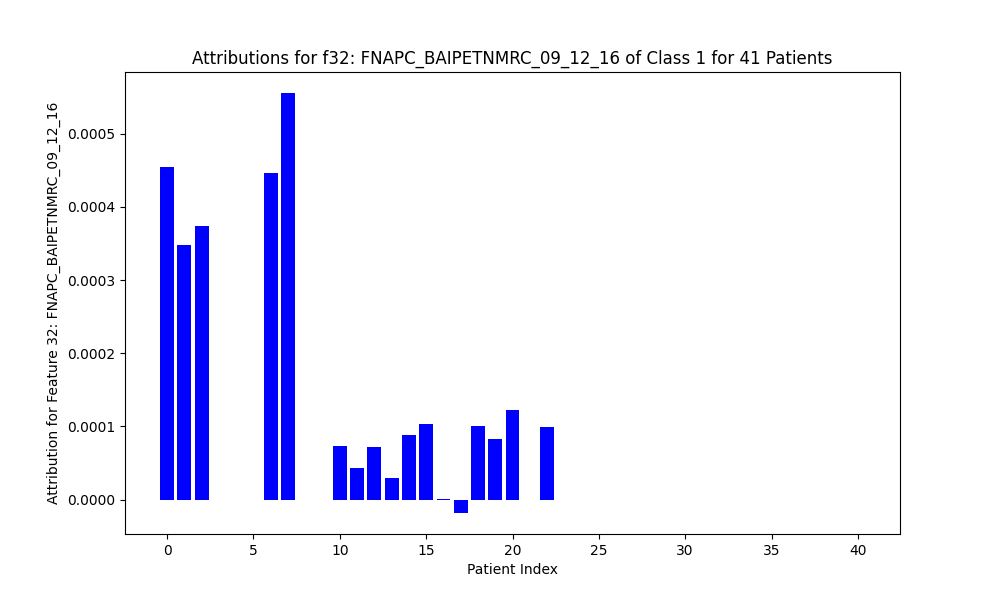 Attributions for f32: FNAPC_BAIPETNMRC_09_12_16 of Class 1 for 41 Patients
Attribution for Feature 32: FNAPC_BAIPETNMRC_09_12_16
0.0005
0.0004
0.0003
0.0002
0.0001
0.0000
0 5 10 15 20 25 30 35 40
Patient Index